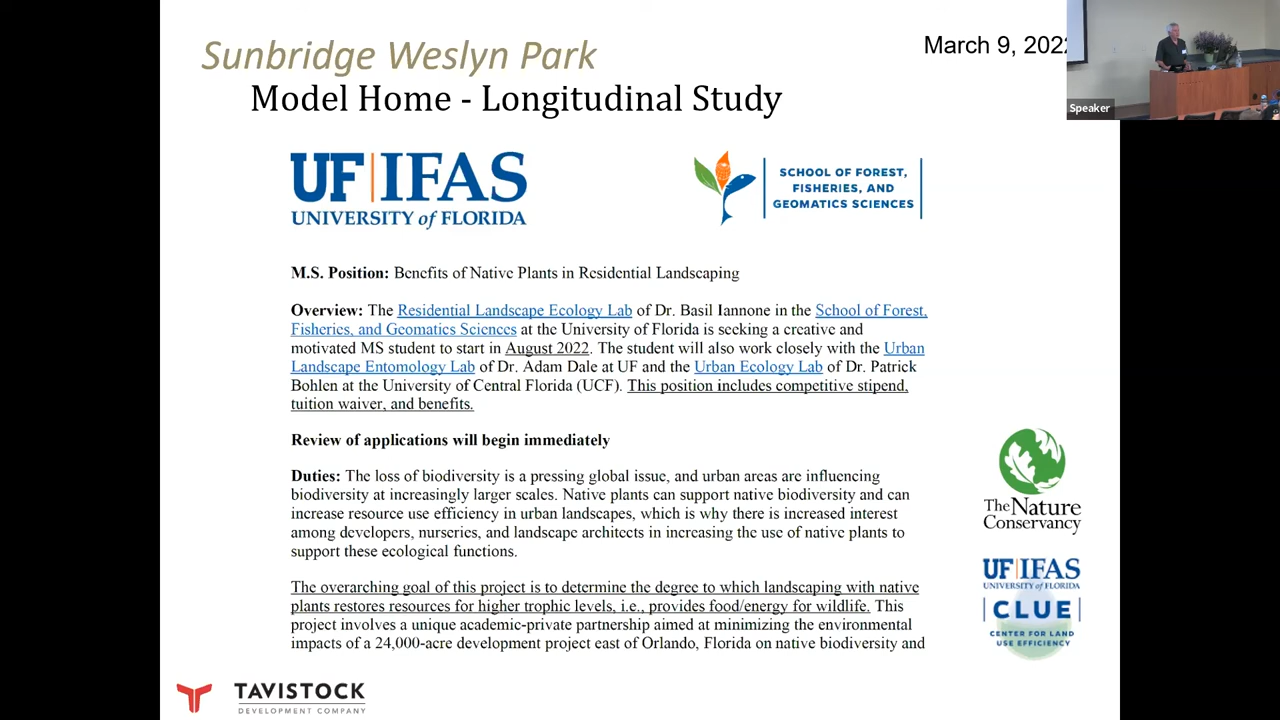 Sunbridge Weslyn Park
March 9, 202
Model Home - Longitudinal Study
Speaker
UF|IFAS
UNIVERSITY of FLORIDA
SCHOOL OF FOREST,
FISHERIES, AND
GEOMATICS SCIENCES
M.S. Position: Benefits of Native Plants in Residential Landscaping
Overview: The Residential Landscape Ecology Lab of Dr. Basil Iannone in the School of Forest,
Fisheries, and Geomatics Sciences at the University of Florida is seeking a creative and
motivated MS student to start in August 2022. The student will also work closely with the Urban
Landscape Entomology Lab of Dr. Adam Dale at UF and the Urban Ecology Lab of Dr. Patrick
Bohlen at the University of Central Florida (UCF). This position includes competitive stipend,
tuition waiver, and benefits.
Review of applications will begin immediately
Duties: The loss of biodiversity is a pressing global issue, and urban areas are influencing
biodiversity at increasingly larger scales. Native plants can support native biodiversity and can
increase resource use efficiency in urban landscapes, which is why there is increased interest
among developers, nurseries, and landscape architects in increasing the use of native plants to
support these ecological functions.
The overarching goal of this project is to determine the degree to which landscaping with native
plants restores resources for higher trophic levels, i.e., provides food/energy for wildlife. This
project involves a unique academic-private partnership aimed at minimizing the environmental
impacts of a 24,000-acre development project east of Orlando, Florida on native biodiversity and
The Nature
Conservancy
UF|IFAS
UNIVERSITY of FLORIDA
CLUE
CENTER FOR LAND
USE EFFICIENCY
TAVISTOCK
DEVELOPMENT COMPANY